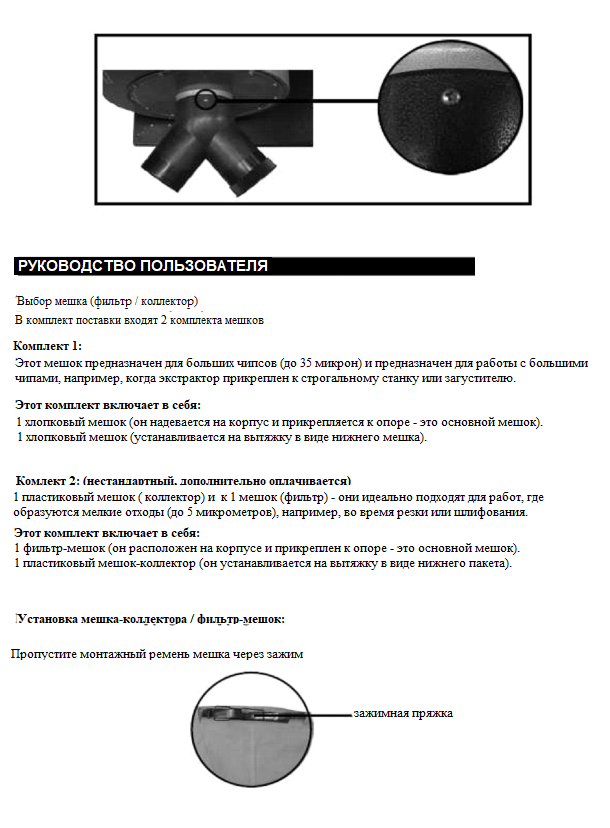 РУКОВОДСТВО ПОЛЬЗОВАТЕЛЯ
Выбор мешка (фильтр / коллектор)
В комплект поставки входят 2 комплекта мешков
Комплект 1:
Этот мешок предназначен для больших чипсов (до 35 микрон) и предназначен для работы с большими
чипами, например, когда экстрактор прикреплен к строгальному станку или загустителю.
Этот комплект включает в себя:
1 хлопковый мешок (он надевается на корпус и прикрепляется к опоре - это основной мешок).
1 хлопковый мешок (устанавливается на вытяжку в виде нижнего мешка).
Комлект 2: (нестандартный, дополнительно оплачивается)
1 пластиковый мешок ( коллектор) и к 1 мешок (фильтр) - они идеально подходят для работ, где
образуются мелкие отходы (до 5 микрометров), например, во время резки или шлифования.
Этот комплект включает в себя:
1 фильтр-мешок (он расположен на корпусе и прикреплен к опоре - это основной мешок).
1 пластиковый мешок-коллектор (он устанавливается на вытяжку в виде нижнего пакета).
Установка мешка-коллектора / фильтр-мешок:
Пропустите монтажный ремень мешка через зажим
зажимная пряжка